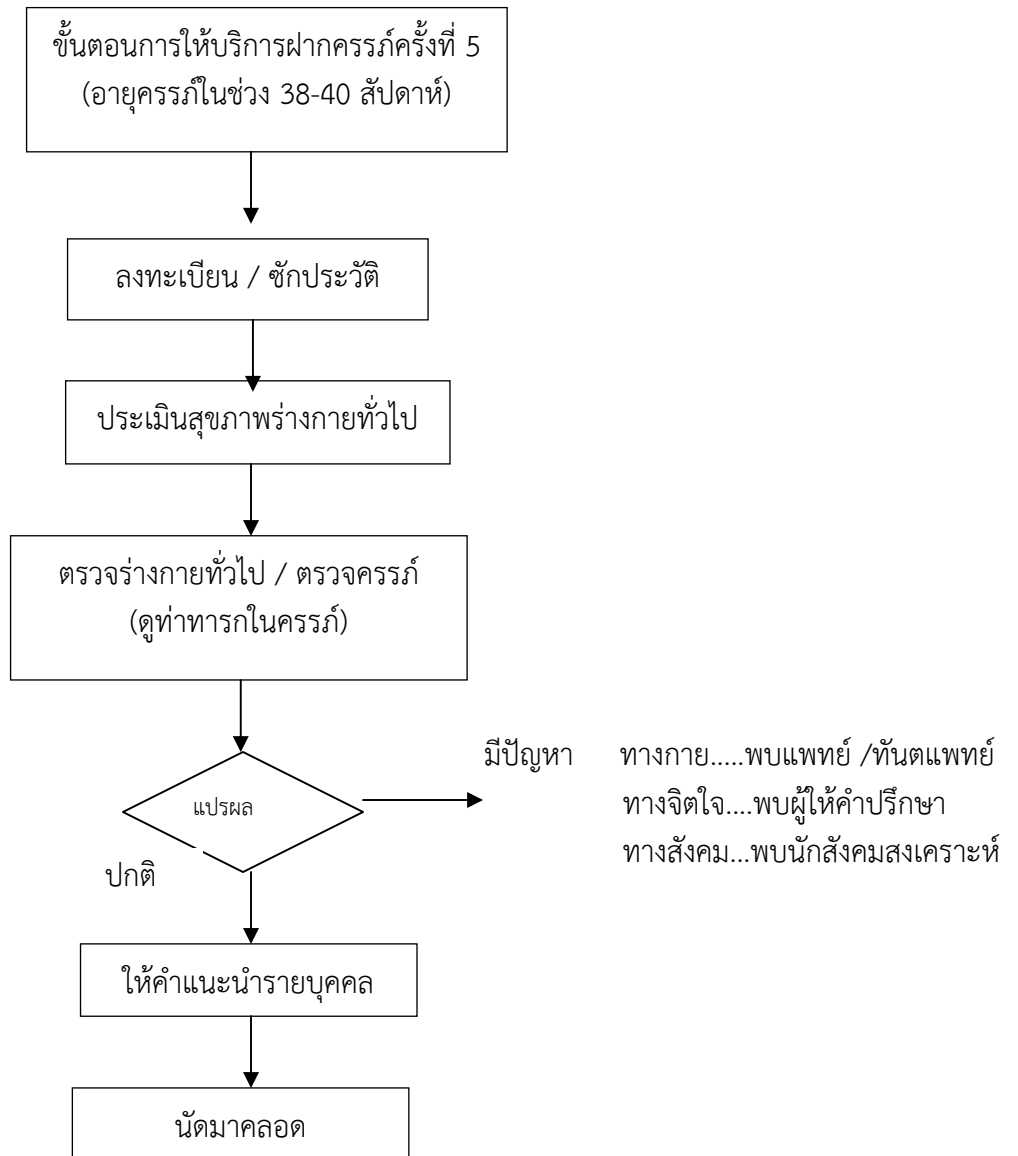 ขั้นตอนการให้บริการฝากครรภ์ครั้งที่ 5
(อายุครรภ์ในช่วง 38-40 สัปดาห์)
ลงทะเบียน / ซักประวัติ
ประเมินสุขภาพร่างกายทั่วไป
ตรวจร่างกายทั่วไป / ตรวจครรภ์
(ดูท่าทารกในครรภ์)
แปรผล
มีปัญหา ทางกาย.....พบแพทย์ /ทันตแพทย์
ทางจิตใจ....พบผู้ให้คำปรึกษา
ทางสังคม...พบนักสังคมสงเคราะห์
ปกติ
ให้คำแนะนำรายบุคคล
นัดมาคลอด